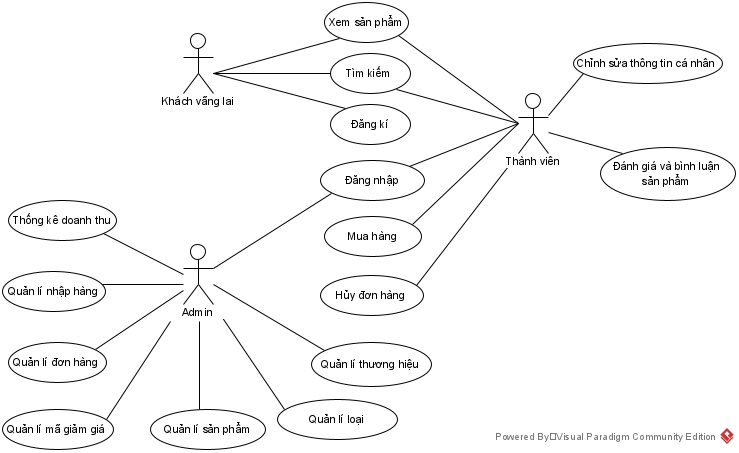 Xem sản phẩm
Tìm kiếm
Khách vãng lai
Chỉnh sửa thông tin cá nhân
Đăng kí
Thành viên
Đánh giá và bình luận
sản phẩm
Đăng nhập
Thống kê doanh thu
Mua hàng
Quản lí nhập hàng
Hủy đơn hàng
Admin
Quản lí đơn hàng
Quản lí thương hiệu
Quản lí mã giảm giá
Quản lí sản phẩm
Quản lí loại
Powered By□Visual Paradigm Community Edition